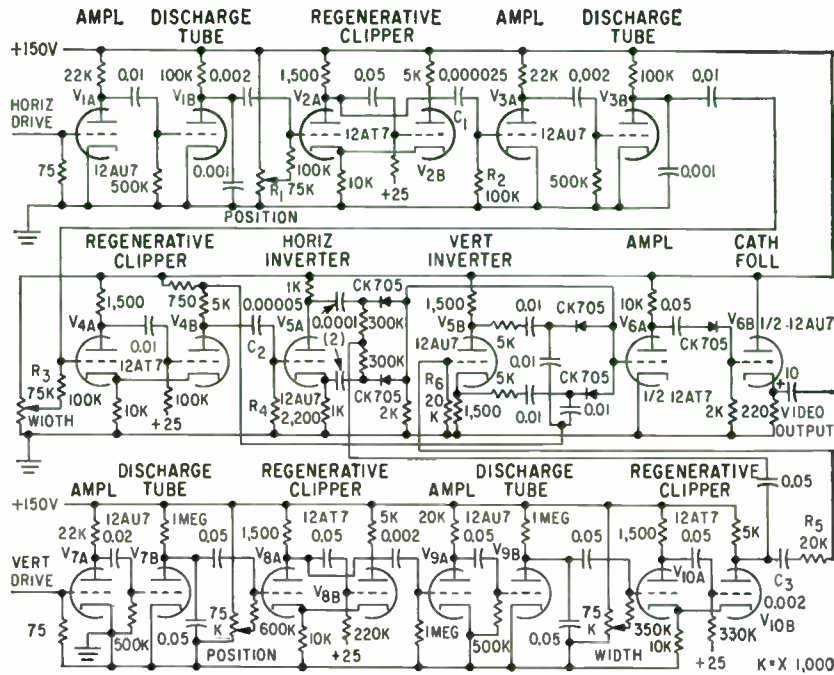 AMPL
DISCHARGE TUBE
REGENERATIVE CLIPPER
AMPL
DISCHARGE TUBE
+150V
22K
0.01
100K
0.002
1,500
0.05
5K
0.000025
22K
0.002
100K
0.01
V1A
V1B
V2A
C1
V3A
V3B
HORIZ DRIVE
12AT7
12AU7
75
12AU7
500K
0.001
R1
75K
100K
10K
+25
V2B
R2
100K
500K
0.001
POSITION
REGENERATIVE CLIPPER
HORIZ INVERTER
VERT INVERTER
AMPL
CATH FOLL
1,500
750
5K
0.00005
1K
CK705
1,500
0.01
CK705
10K
0.05
V4A
V4B
V5A
0.0001
(2)
300K
300K
V5B
5K
V6A
V6B
1/2-12AU7
0.01
C2
12AU7
0.01
CK705
CK705
R3
75K
12AT7
R6
20K
5K
10
WIDTH
100K
10K
100K
+25
R4
12AU7
2,200
1K
CK705
2K
1,500
0.01
0.01
1/2 12AT7
2K
220
VIDEO OUTPUT
AMPL
DISCHARGE TUBE
REGENERATIVE CLIPPER
AMPL
DISCHARGE TUBE
REGENERATIVE CLIPPER
0.05
+150V
22K
12AU7
0.02
1MEG
0.05
1,500
12AT7
0.05
5K
0.002
20K
12AU7
0.05
1MEG
0.05
1,500
12AT7
0.05
5K
R5
20K
V7A
V7B
V8A
V9A
V9B
V10A
VERT DRIVE
V8B
C3
0.002
75
500K
0.05
75K
600K
10K
220K
1MEG
500K
0.05
75K
350K
10K
330K
V10B
POSITION
+25
WIDTH
+25
K=X 1,000